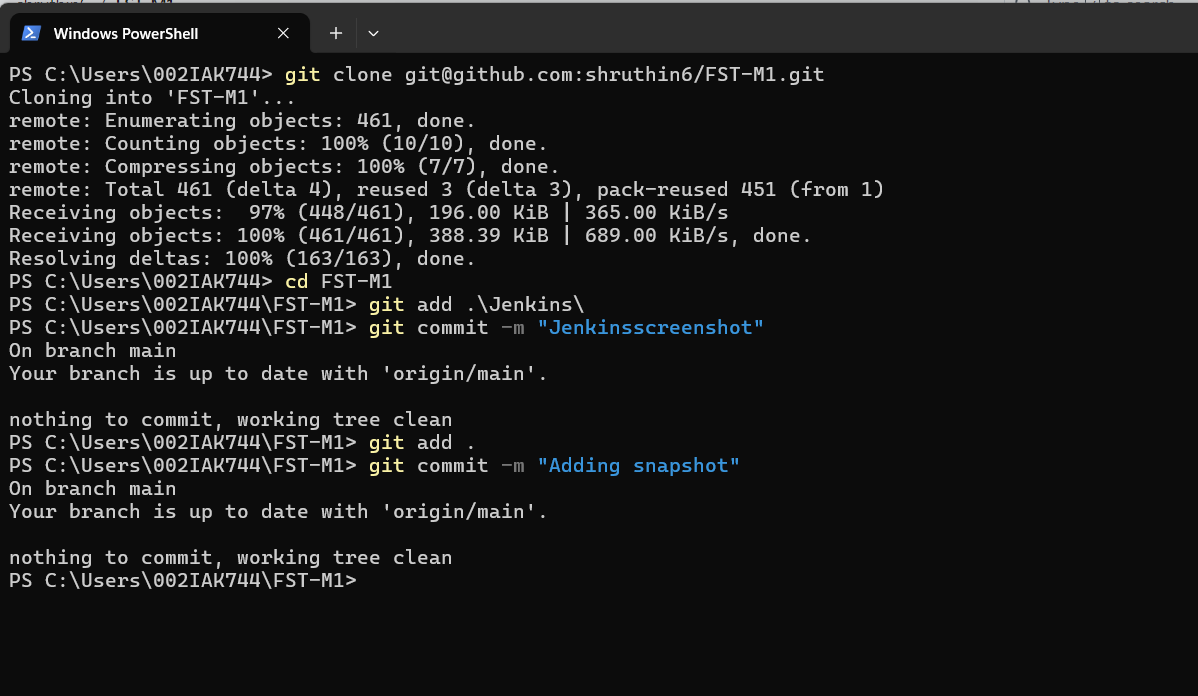 Windows PowerShell
PS C:\Users\002IAK744> git clone git@github.com:shruthin6/FST-M1.git
Cloning into 'FST-M1'...
remote: Enumerating objects: 461, done.
remote: Counting objects: 100% (10/10), done.
remote: Compressing objects: 100% (7/7), done.
remote: Total 461 (delta 4), reused 3 (delta 3), pack-reused 451 (from 1)
Receiving objects:  97% (448/461), 196.00 KiB | 365.00 KiB/s
Receiving objects: 100% (461/461), 388.39 KiB | 689.00 KiB/s, done.
Resolving deltas: 100% (163/163), done.
PS C:\Users\002IAK744> cd FST-M1
PS C:\Users\002IAK744\FST-M1> git add .\Jenkins\
PS C:\Users\002IAK744\FST-M1> git commit -m "Jenkinsscreenshot"
On branch main
Your branch is up to date with 'origin/main'.
nothing to commit, working tree clean
PS C:\Users\002IAK744\FST-M1> git add .
PS C:\Users\002IAK744\FST-M1> git commit -m "Adding snapshot"
On branch main
Your branch is up to date with 'origin/main'.
nothing to commit, working tree clean
PS C:\Users\002IAK744\FST-M1>